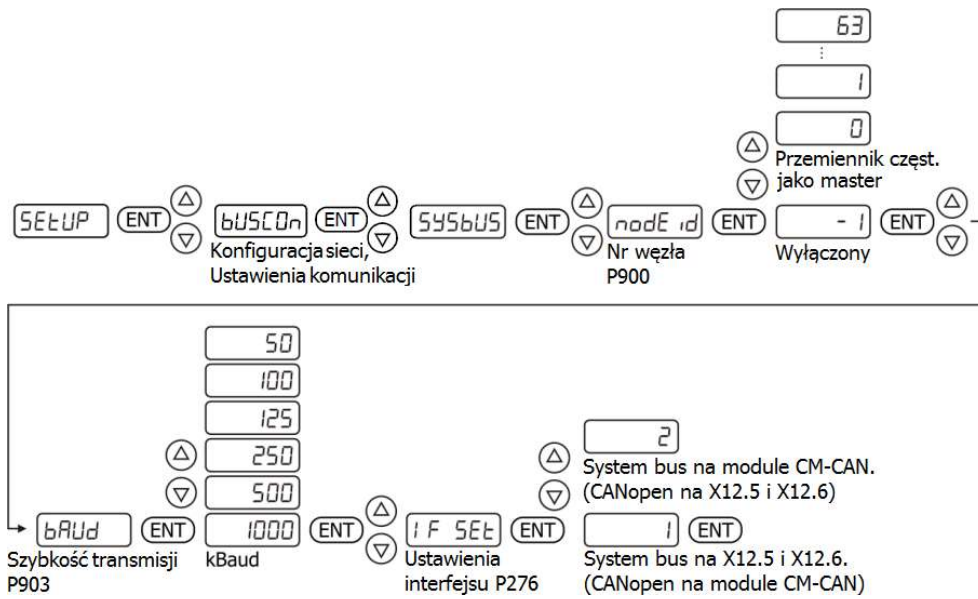 63
1
0
Przemiennik częst.
jako master
SEtUP ENT bUSCOn ENT SYSbUS ENT nodE id ENT - 1 ENT
Konfiguracja sieci,
Ustawienia komunikacji
Nr węzła
P900
Wyłączony
50
100
125
250
500
bAUd ENT 1000 ENT I F SEt ENT 1 ENT
Szybkość transmisji
P903
kBaud
Ustawienia
interfejsu P276
2
System bus na module CM-CAN.
(CANopen na X12.5 i X12.6)
System bus na X12.5 i X12.6.
(CANopen na module CM-CAN)